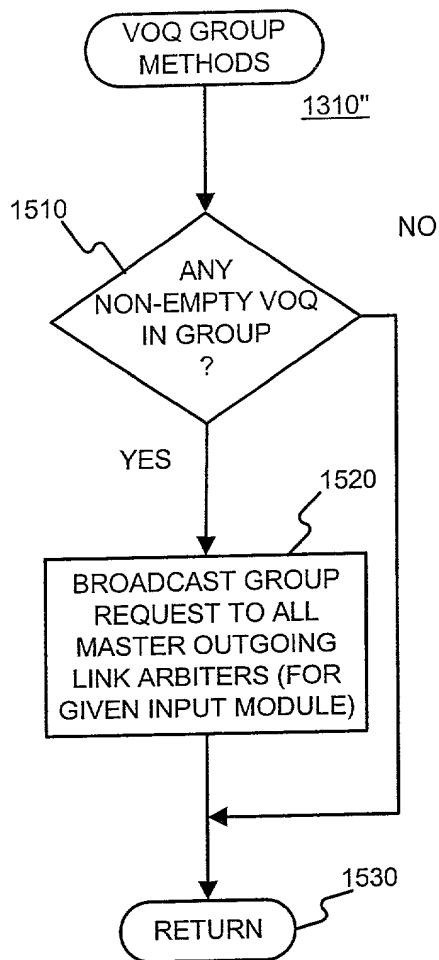 VOQ GROUP
METHODS
1310"
1510
NO
ANY
NON-EMPTY VOQ
IN GROUP
?
YES
1520
BROADCAST GROUP
REQUEST TO ALL
MASTER OUTGOING
LINK ARBITERS (FOR
GIVEN INPUT MODULE)
1530
RETURN